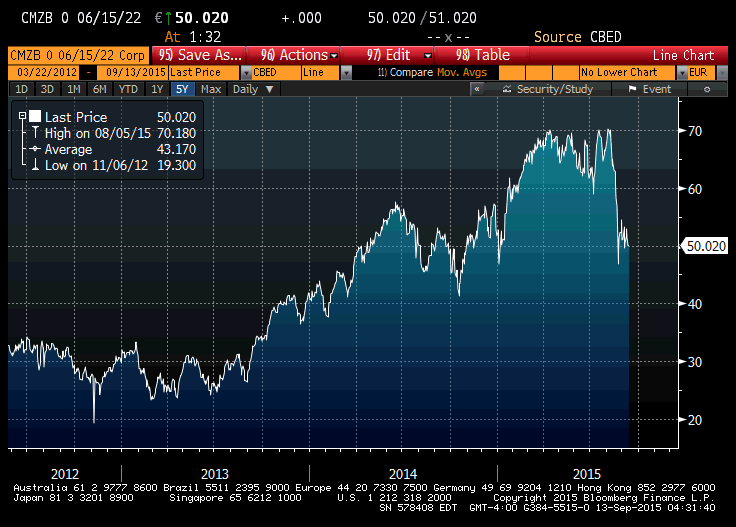 CMZB 0 06/15/22 €↑50.020 +.000 50.020/51.020
At 1:32 --x-- Source CBED
CMZB 0 06/15/22 Corp 95) Save As... 96) Actions 97) Edit 98) Table Line Chart
03/22/2012 - 09/13/2015 Last Price CBED Line 11) Compare Mov. Avgs No Lower Chart EUR
1D 3D 1M 6M YTD 1Y 5Y Max Daily ▼ « Security/Study Event
Last Price 50.020
High on 08/05/15 70.180
Average 43.170
Low on 11/06/12 19.300
70
60
50.020
40
30
20
2012 2013 2014 2015
Australia 61 2 9777 8600 Brazil 5511 2395 9000 Europe 44 20 7330 7500 Germany 49 69 9204 1210 Hong Kong 852 2977 6000
Japan 81 3 3201 8900 Singapore 65 6212 1000 U.S. 1 212 318 2000 Copyright 2015 Bloomberg Finance L.P.
SN 578408 EDT GMT-4:00 G384-5515-0 13-Sep-2015 04:31:40